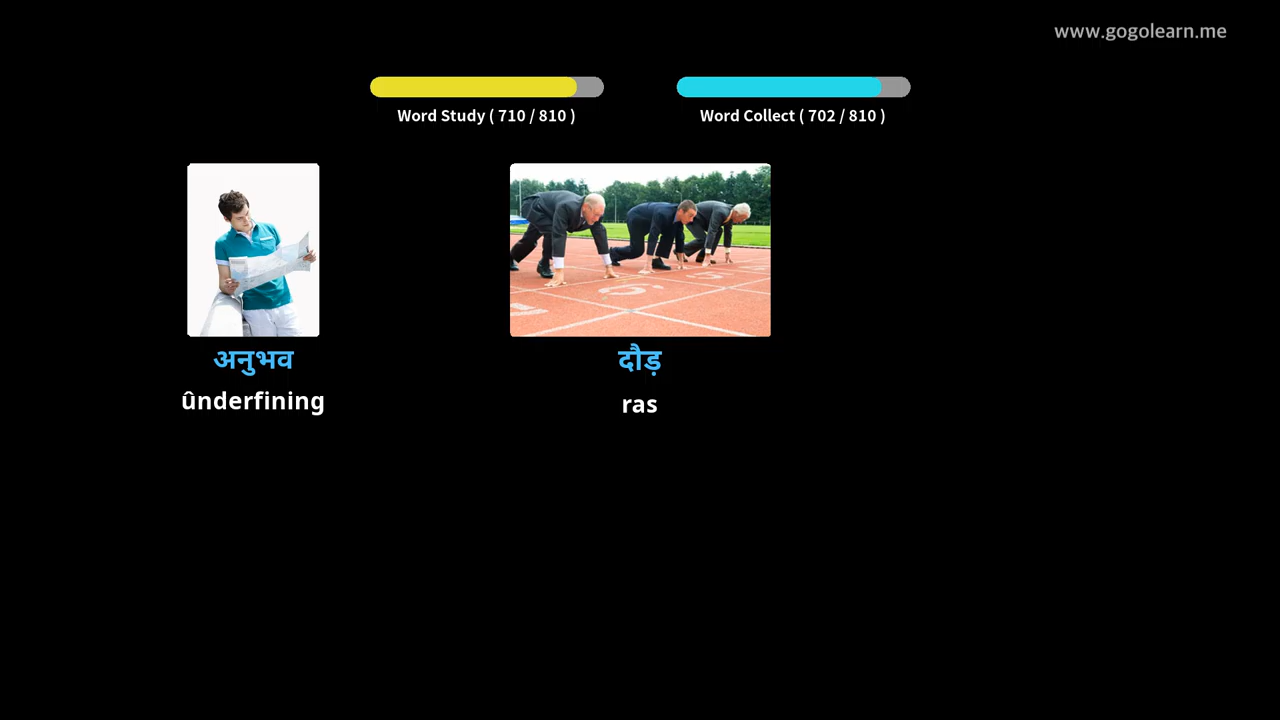 www.gogolearn.me
Word Study ( 710 / 810 )
Word Collect ( 702 / 810 )
अनुभव
ûnderfining
दौड़
ras